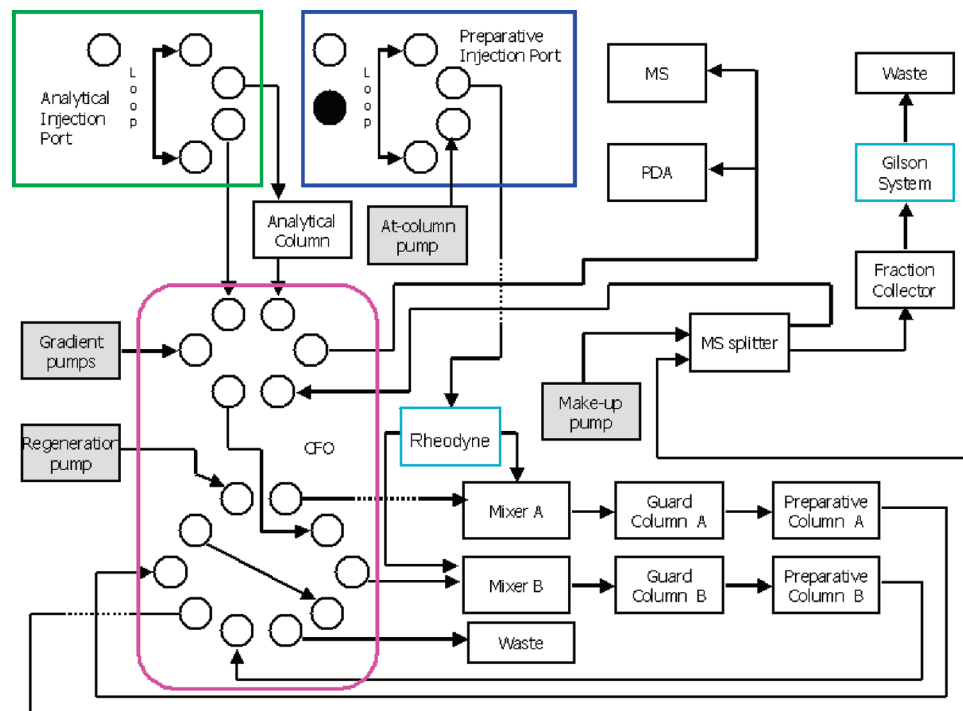 Analytical
Injection
Port
L
o
o
p
Preparative
Injection Port
L
o
o
p
MS
PDA
Waste
Gilson
System
Fraction
Collector
Analytical
Column
At-column
pump
Gradient
pumps
MS splitter
Make-up
pump
Regeneration
pump
CFO
Rheodyne
Mixer A
Guard
Column A
Preparative
Column A
Mixer B
Guard
Column B
Preparative
Column B
Waste